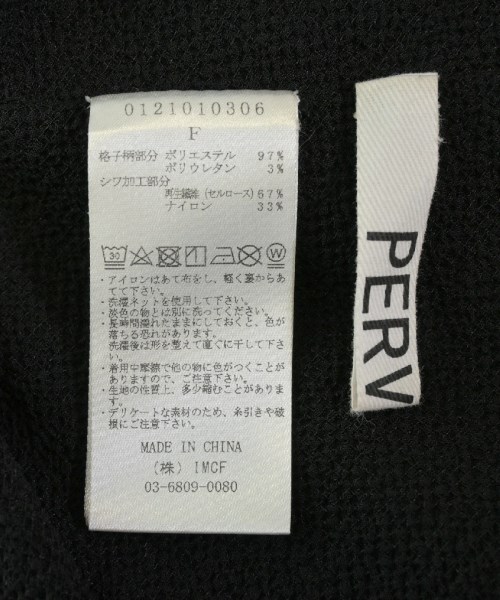 0121010306
F
格子柄部分 ポリエステル 97%
ポリウレタン 3%
シワ加工部分
再生繊維(セルロース)67%
ナイロン 33%
30
W
・アイロンはあて布をし、軽く裏からあ
てて下さい。
・洗濯ネットを使用して下さい。
・淡色の物とは別に洗ってください。
・長時間濡れたままにしておくと、色が
落ちる恐れがあります。
洗濯後は形を整えて直ぐに干して下さ
い。
・着用中摩擦で他の物に色がつくことが
ありますので、ご注意下さい。
・生地の性質上、多少縮むことがありま
す。
・デリケートな素材のため、糸引きや破
損にご注意下さい。
MADE IN CHINA
(株) IMCF
03-6809-0080
PERV